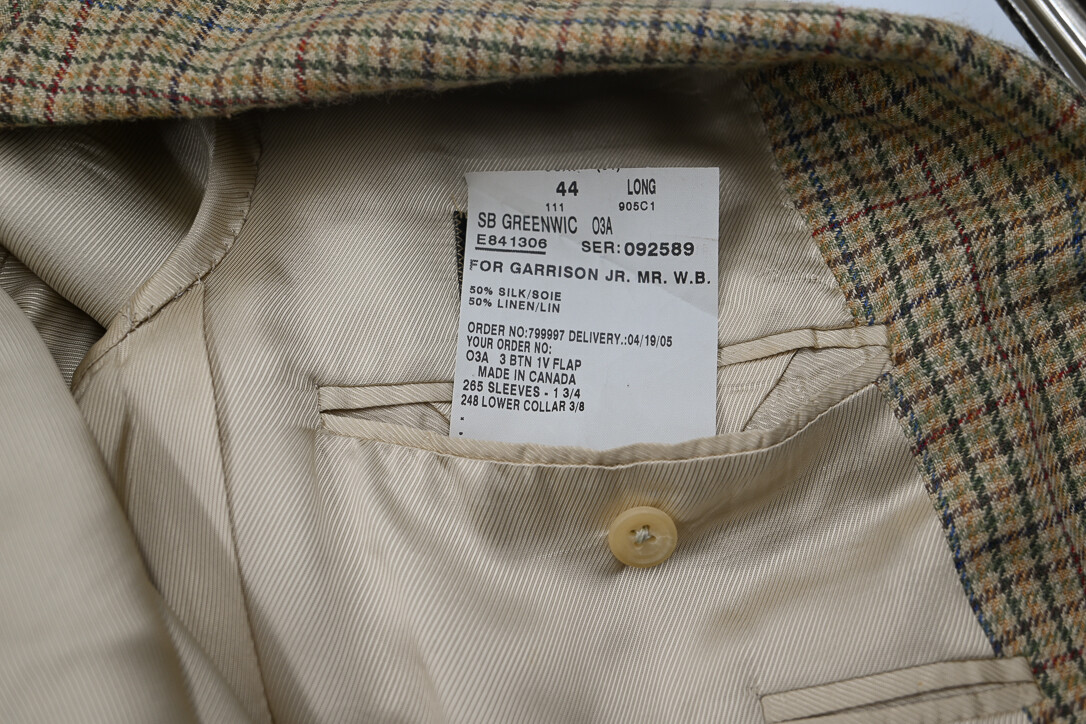 44 LONG
111 905C1
SB GREENWIC O3A
E841306 SER:092589
FOR GARRISON JR. MR. W.B.
50% SILK/SOIE
50% LINEN/LIN
ORDER NO:799997 DELIVERY.:04/19/05
YOUR ORDER NO:
O3A 3 BTN 1V FLAP
MADE IN CANADA
265 SLEEVES - 1 3/4
248 LOWER COLLAR 3/8